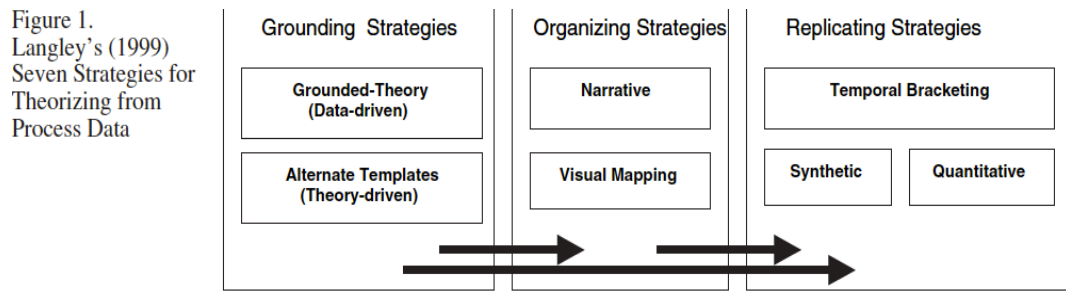 Figure 1.
Langley’s (1999)
Seven Strategies for
Theorizing from
Process Data
Grounding Strategies
Grounded-Theory
(Data-driven)
Alternate Templates
(Theory-driven)
Organizing Strategies
Narrative
Visual Mapping
Replicating Strategies
Temporal Bracketing
Synthetic
Quantitative